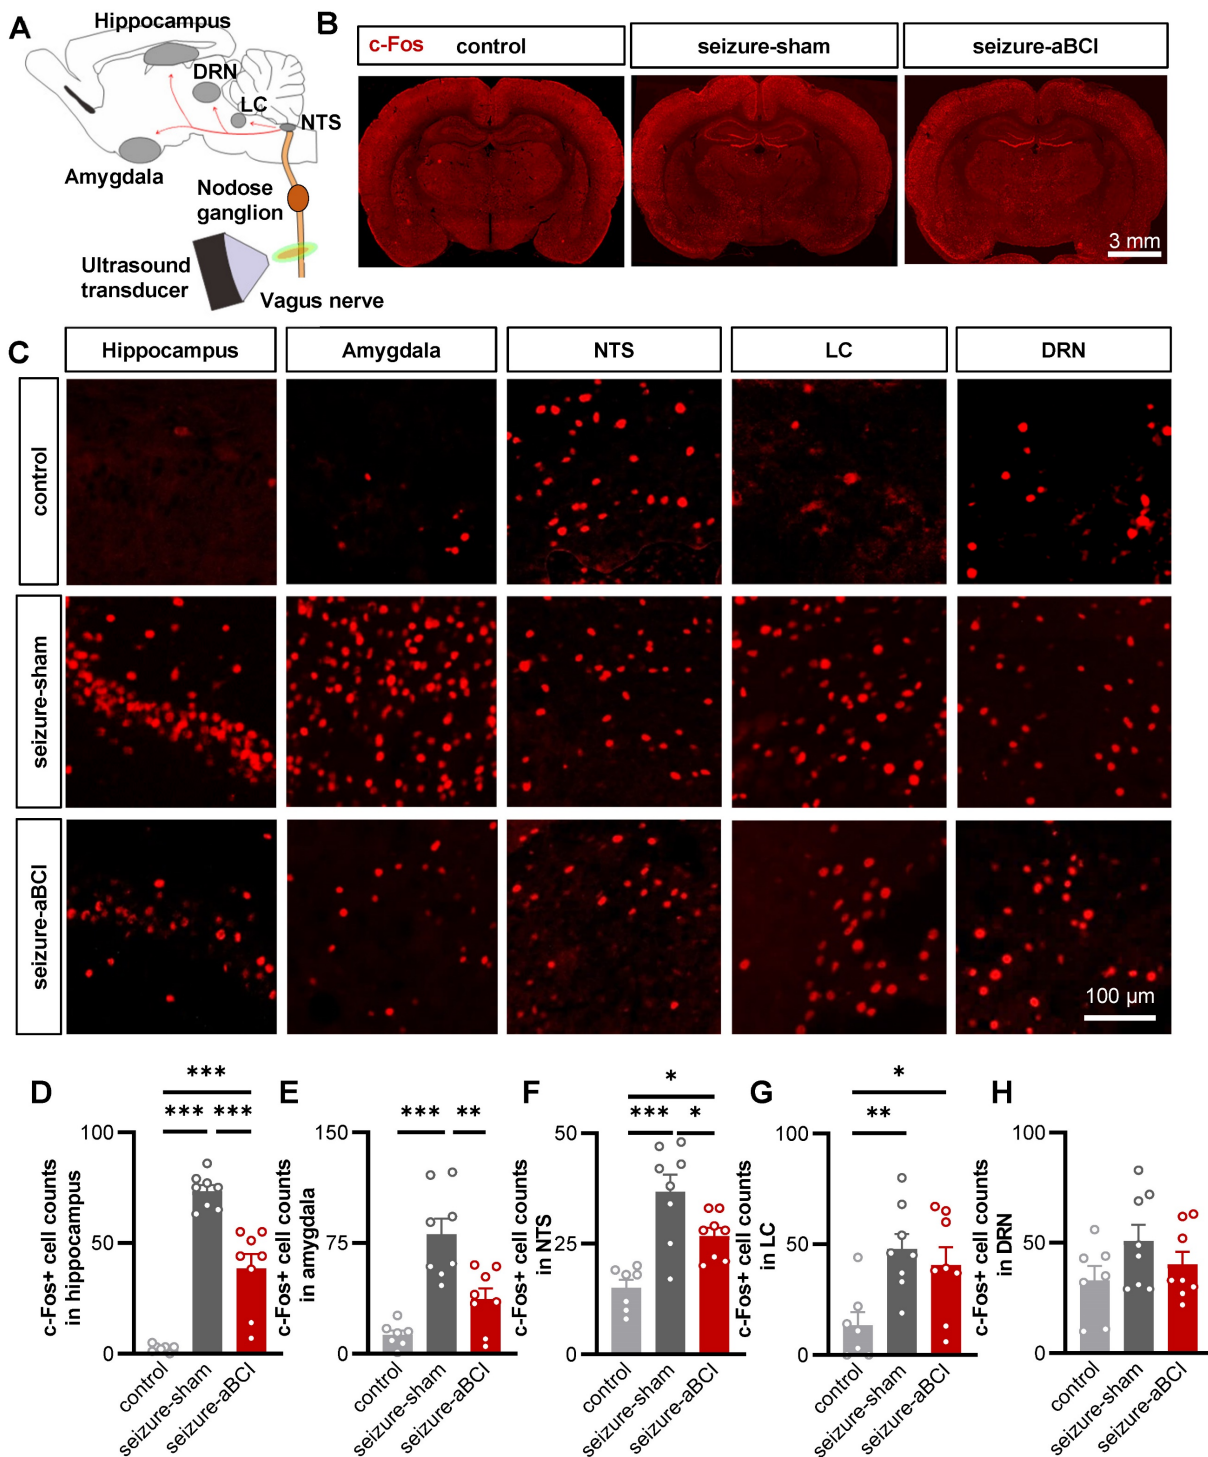 A
Hippocampus
DRN
LC
NTS
Amygdala
Nodose
ganglion
Ultrasound
transducer
Vagus nerve
B
c-Fos control
seizure-sham
seizure-aBCI
3 mm
C
Hippocampus
Amygdala
NTS
LC
DRN
control
seizure-sham
seizure-aBCI
100 µm
D
c-Fos+ cell counts
in hippocampus
100
50
0
***
***
***
control
seizure-sham
seizure-aBCI
E
c-Fos+ cell counts
in amygdala
150
75
0
***
**
control
seizure-sham
seizure-aBCI
F
c-Fos+ cell counts
in NTS
50
25
0
*
***
*
control
seizure-sham
seizure-aBCI
G
c-Fos+ cell counts
in LC
100
50
0
*
**
control
seizure-sham
seizure-aBCI
H
c-Fos+ cell counts
in DRN
100
50
0
control
seizure-sham
seizure-aBCI